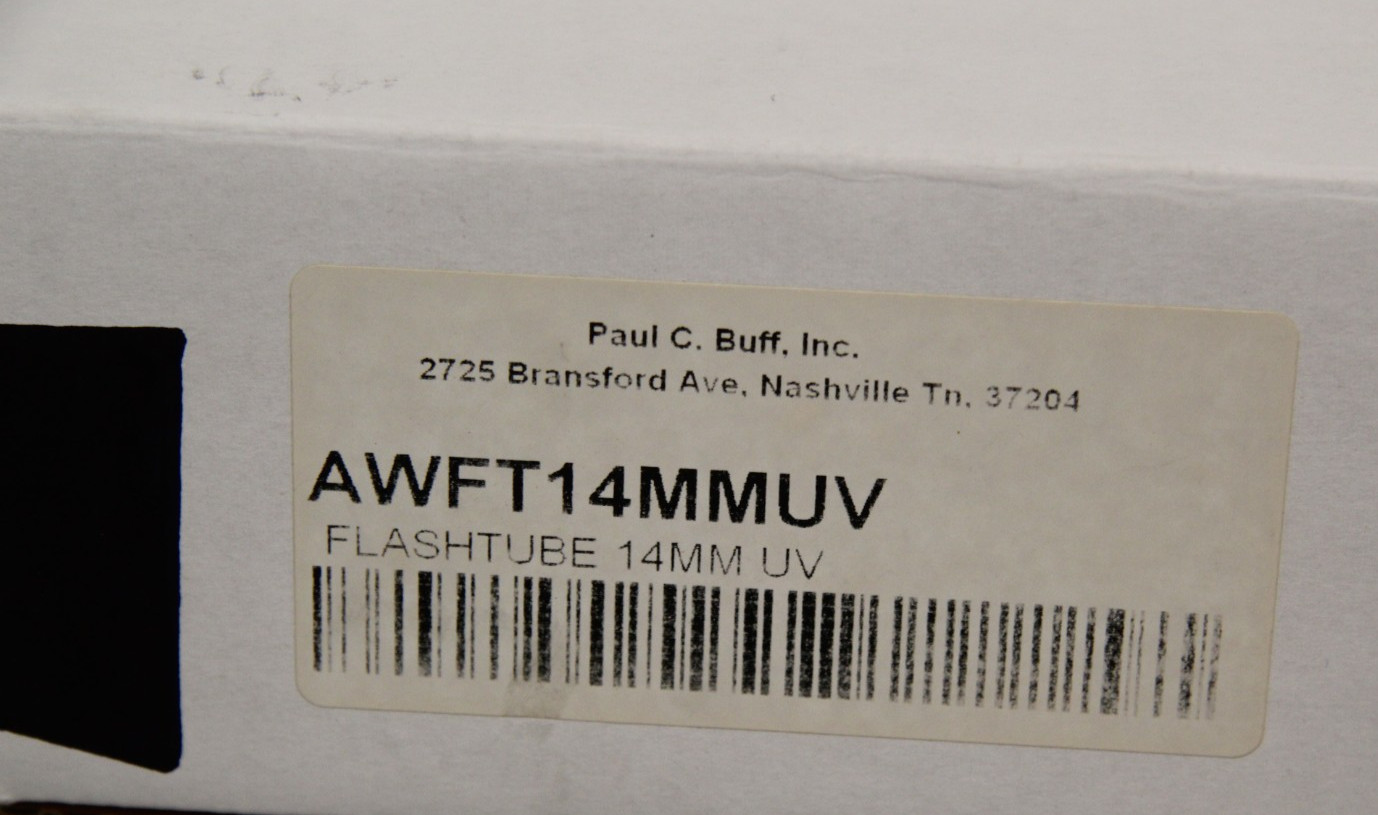 Paul C. Buff, Inc.
2725 Bransford Ave, Nashville Tn, 37204
AWFT14MMUV
FLASHTUBE 14MM UV